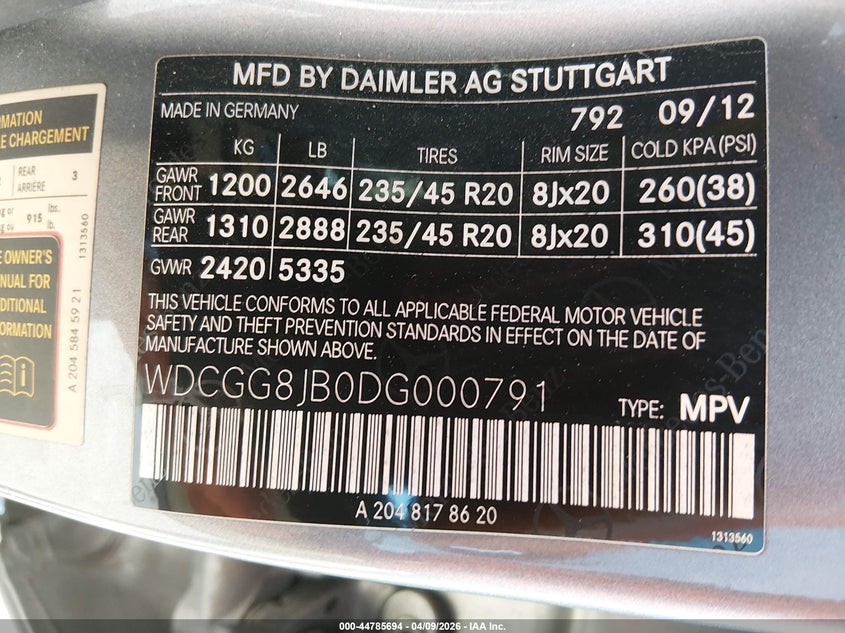 MFD BY DAIMLER AG STUTTGART
MADE IN GERMANY 792 09/12
KG LB TIRES RIM SIZE COLD KPA (PSI)
GAWR FRONT 1200 2646 235/45 R20 8Jx20 260(38)
GAWR REAR 1310 2888 235/45 R20 8Jx20 310(45)
GVWR 2420 5335
THIS VEHICLE CONFORMS TO ALL APPLICABLE FEDERAL MOTOR VEHICLE
SAFETY AND THEFT PREVENTION STANDARDS IN EFFECT ON THE DATE OF
MANUFACTURE SHOWN ABOVE.
WDCGG8JB0DG000791
TYPE: MPV
A 204 817 86 20
1313560
CHARGEMENT
REAR
ARRIÈRE 3
915 lbs.
lb.
1313560
OWNER'S
FOR
A 204 584 59 21
000-44785694 - 04/09/2026 - IAA Inc.